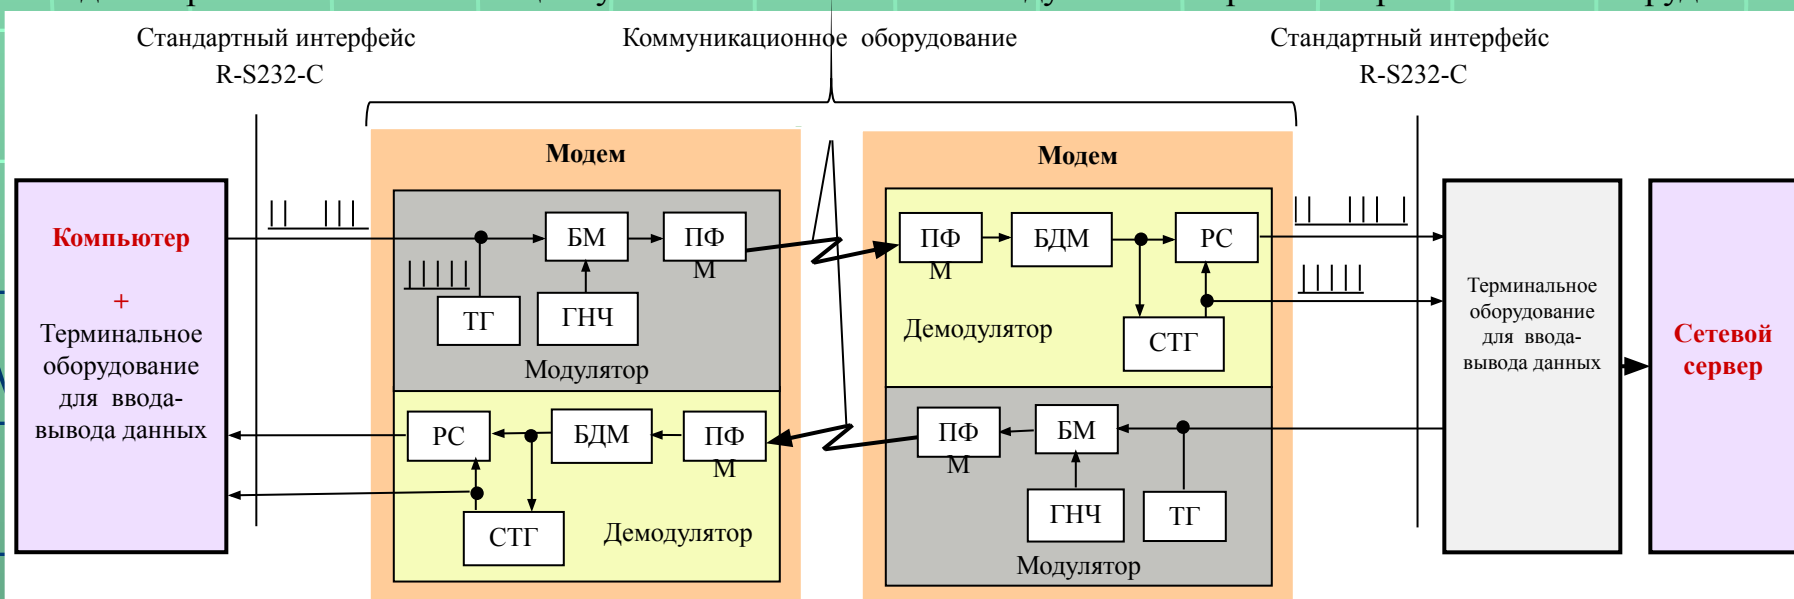 Стандартный интерфейс
R-S232-C
Коммуникационное оборудование
Стандартный интерфейс
R-S232-C
Модем
Модем
Компьютер
+
Терминальное
оборудование
для ввода-
вывода данных
БМ
ПФ
М
ТГ
ГНЧ
Модулятор
РС
БДМ
ПФ
М
СТГ
Демодулятор
ПФ
М
БДМ
РС
Демодулятор
СТГ
ПФ
М
БМ
ГНЧ
ТГ
Модулятор
Терминальное
оборудование
для ввода-
вывода данных
Сетевой
сервер